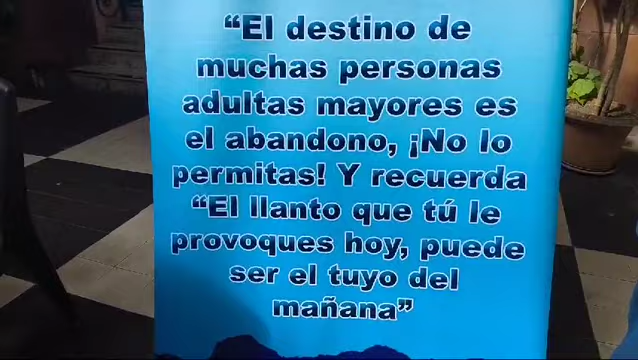 “El destino de
muchas personas
adultas mayores es
el abandono, ¡No lo
permitas! Y recuerda
“El llanto que tú le
provoques hoy, puede
ser el tuyo del
mañana”